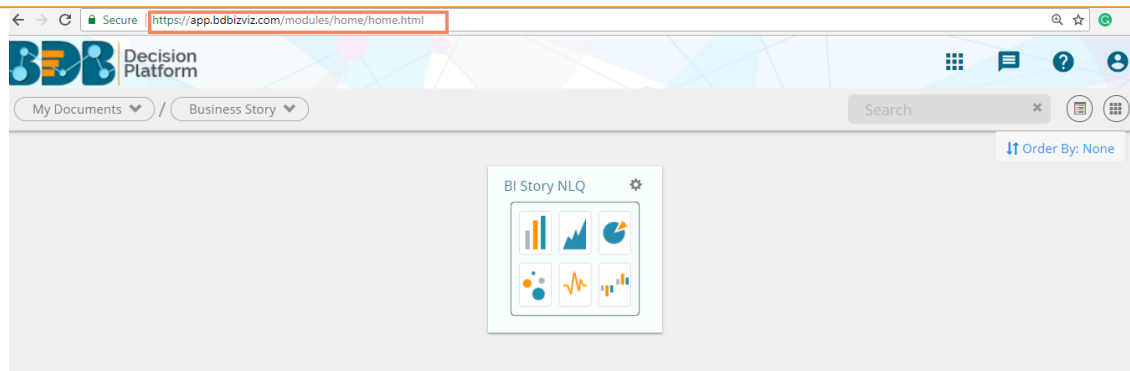 Secure https://app.bdbizviz.com/modules/home/home.html
BDB Decision
Platform
My Documents / Business Story
Search
Order By: None
BI Story NLQ